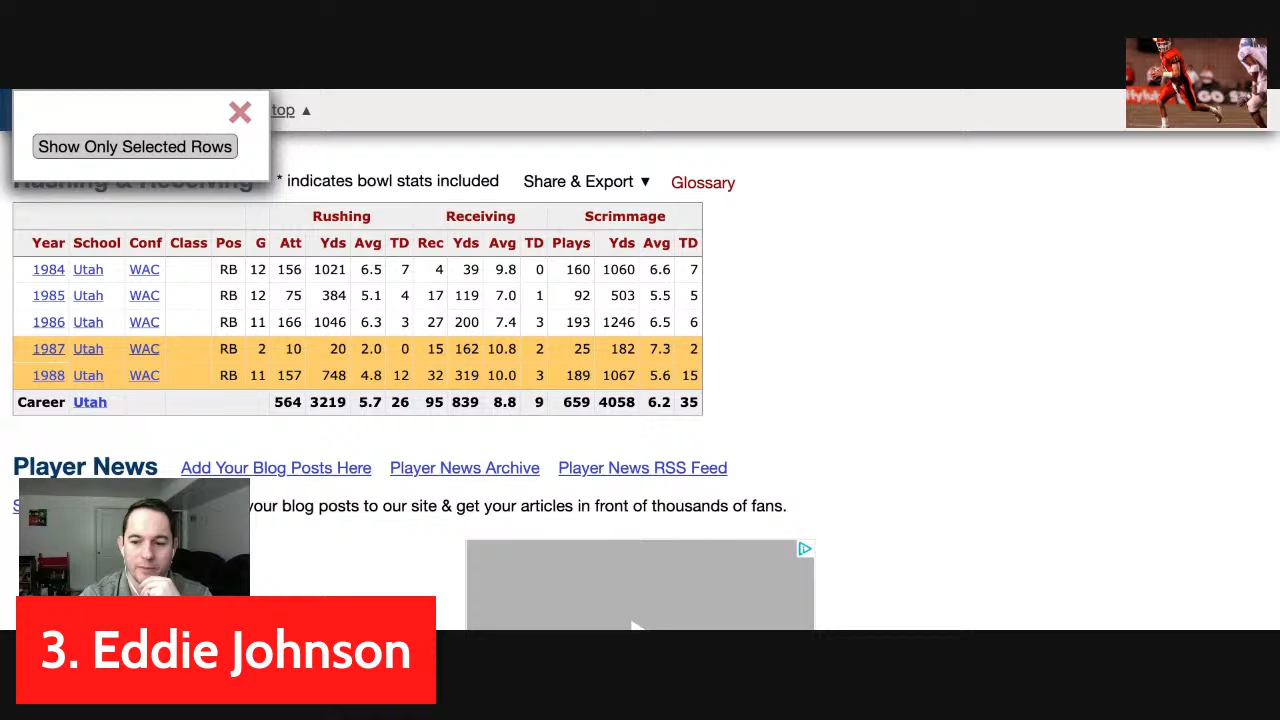 top ▲
Show Only Selected Rows
Rushing & Receiving * indicates bowl stats included Share & Export ▼ Glossary
Rushing Receiving Scrimmage
Year School Conf Class Pos G Att Yds Avg TD Rec Yds Avg TD Plays Yds Avg TD
1984 Utah WAC RB 12 156 1021 6.5 7 4 39 9.8 0 160 1060 6.6 7
1985 Utah WAC RB 12 75 384 5.1 4 17 119 7.0 1 92 503 5.5 5
1986 Utah WAC RB 11 166 1046 6.3 3 27 200 7.4 3 193 1246 6.5 6
1987 Utah WAC RB 2 10 20 2.0 0 15 162 10.8 2 25 182 7.3 2
1988 Utah WAC RB 11 157 748 4.8 12 32 319 10.0 3 189 1067 5.6 15
Career Utah 564 3219 5.7 26 95 839 8.8 9 659 4058 6.2 35
Player News Add Your Blog Posts Here Player News Archive Player News RSS Feed
your blog posts to our site & get your articles in front of thousands of fans.
3. Eddie Johnson